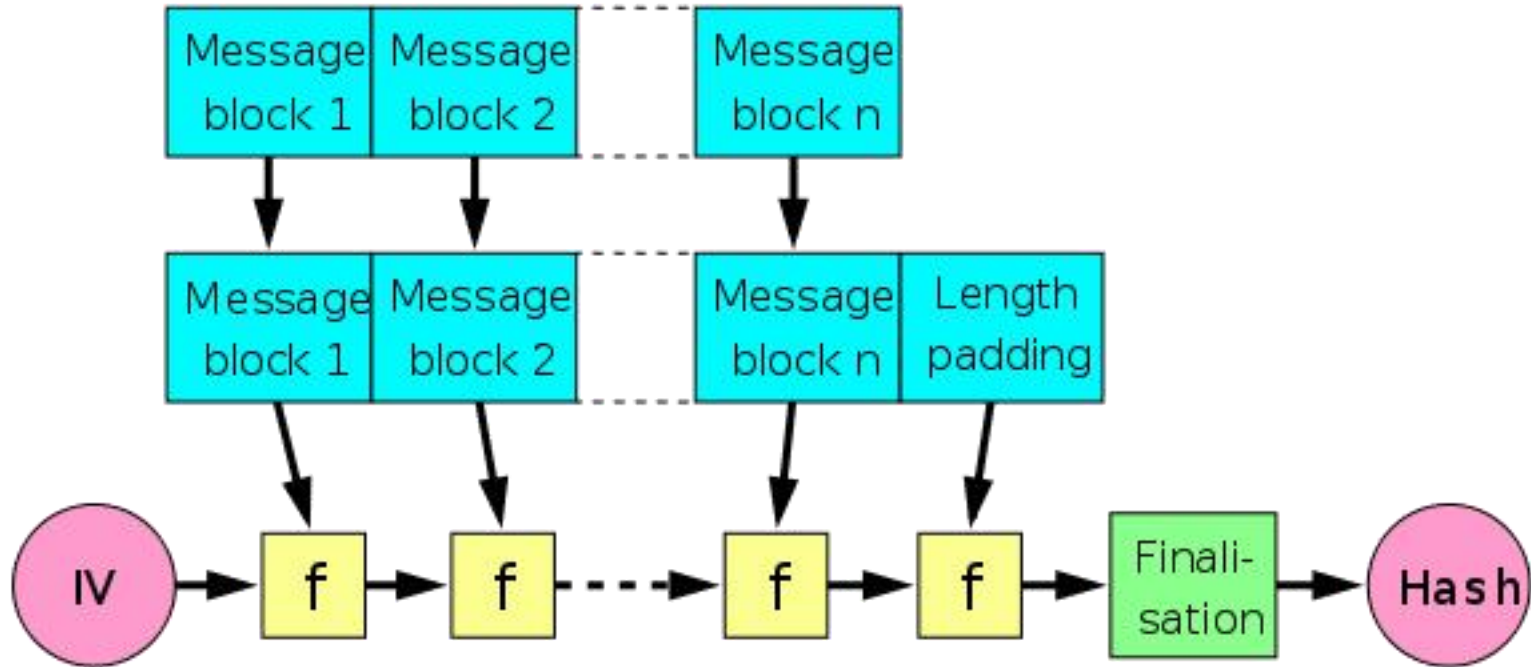 Message
block 1
Message
block 2
Message
block n
Message
block 1
Message
block 2
Message
block n
Length
padding
IV
f
f
f
f
Finali-
sation
Hash